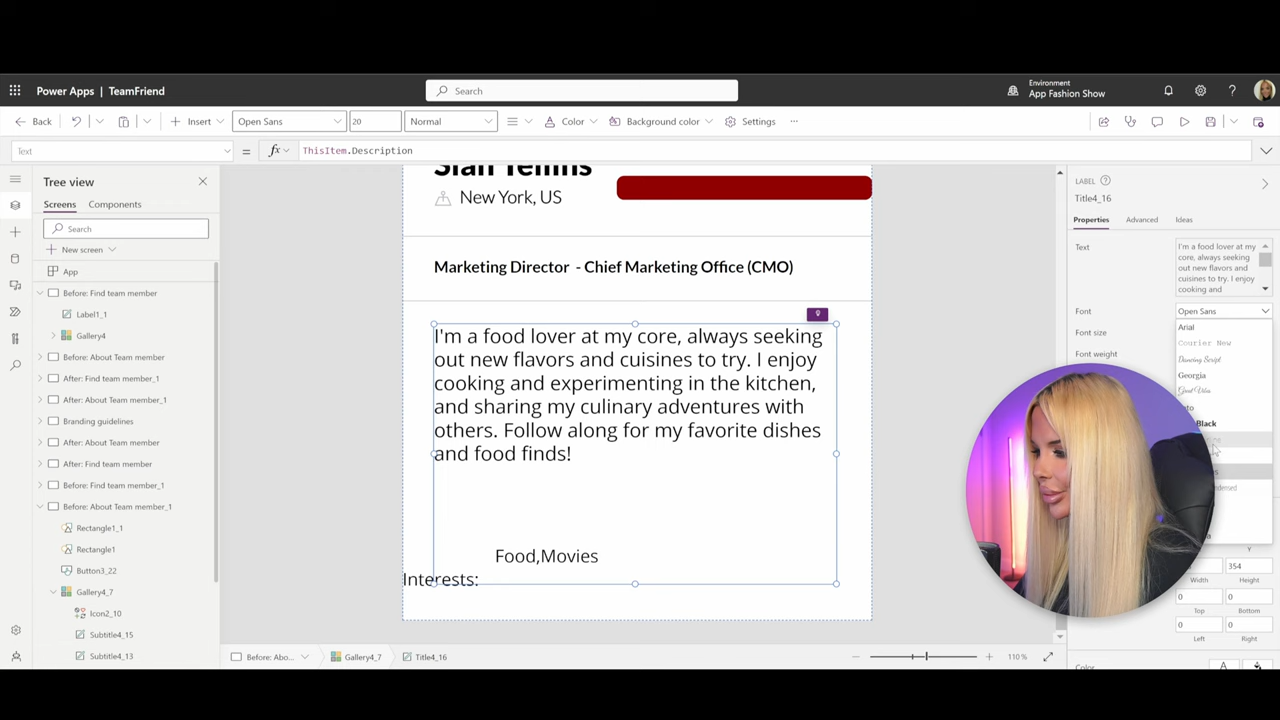 Power Apps | TeamFriend
Search
Environment
App Fashion Show
Back
Insert
Open Sans
20
Normal
Color
Background color
Settings
Text
=
fx
ThisItem.Description
Tree view
Screens
Components
Search
New screen
App
Before: Find team member
Label1_1
Gallery4
Before: About Team member
After: Find team member_1
After: About Team member_1
Branding guidelines
After: About Team member
After: Find team member
Before: Find team member_1
Before: About Team member_1
Rectangle1_1
Rectangle1
Button3_22
Gallery4_7
Icon2_10
Subtitle4_15
Subtitle4_13
New York, US
Marketing Director - Chief Marketing Office (CMO)
I'm a food lover at my core, always seeking
out new flavors and cuisines to try. I enjoy
cooking and experimenting in the kitchen,
and sharing my culinary adventures with
others. Follow along for my favorite dishes
and food finds!
Food,Movies
Interests:
Before: Abo...
Gallery4_7
Title4_16
110%
LABEL
Title4_16
Properties
Advanced
Ideas
Text
I'm a food lover at my
core, always seeking
out new flavors and
cuisines to try. I enjoy
cooking and
Font
Open Sans
Font size
Font weight
Arial
Courier New
Dancing Script
Georgia
Great Vibes
Black
Y
354
Width
Height
0
0
Top
Bottom
0
0
Left
Right
Color
A